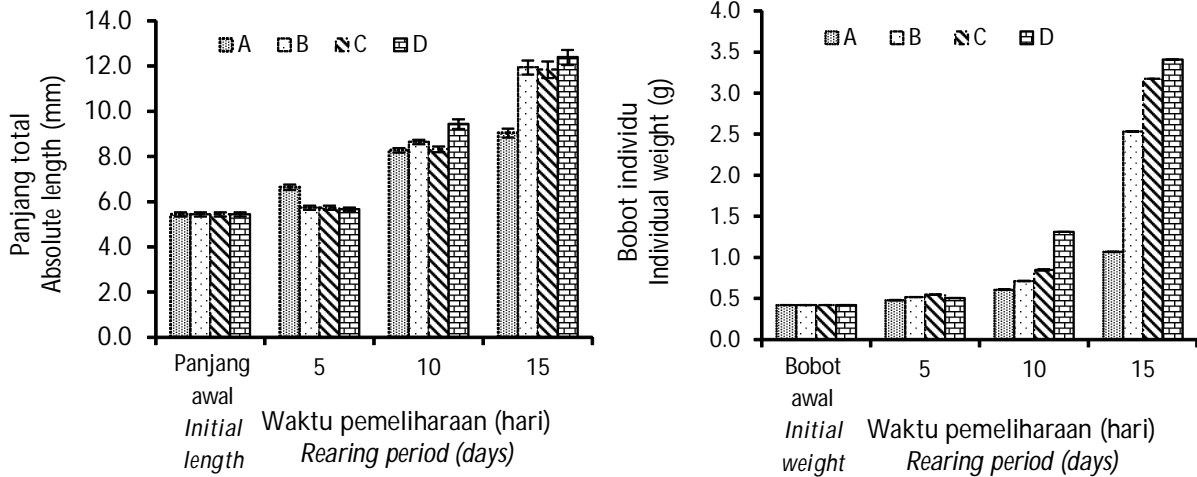 Panjang total
Absolute length (mm)
14.0
12.0
10.0
8.0
6.0
4.0
2.0
0.0
A B C D
Panjang
awal
Initial
length
5 10 15
Waktu pemeliharaan (hari)
Rearing period (days)
Bobot individu
Individual weight (g)
4.0
3.5
3.0
2.5
2.0
1.5
1.0
0.5
0.0
A B C D
Bobot
awal
Initial
weight
5 10 15
Waktu pemeliharaan (hari)
Rearing period (days)